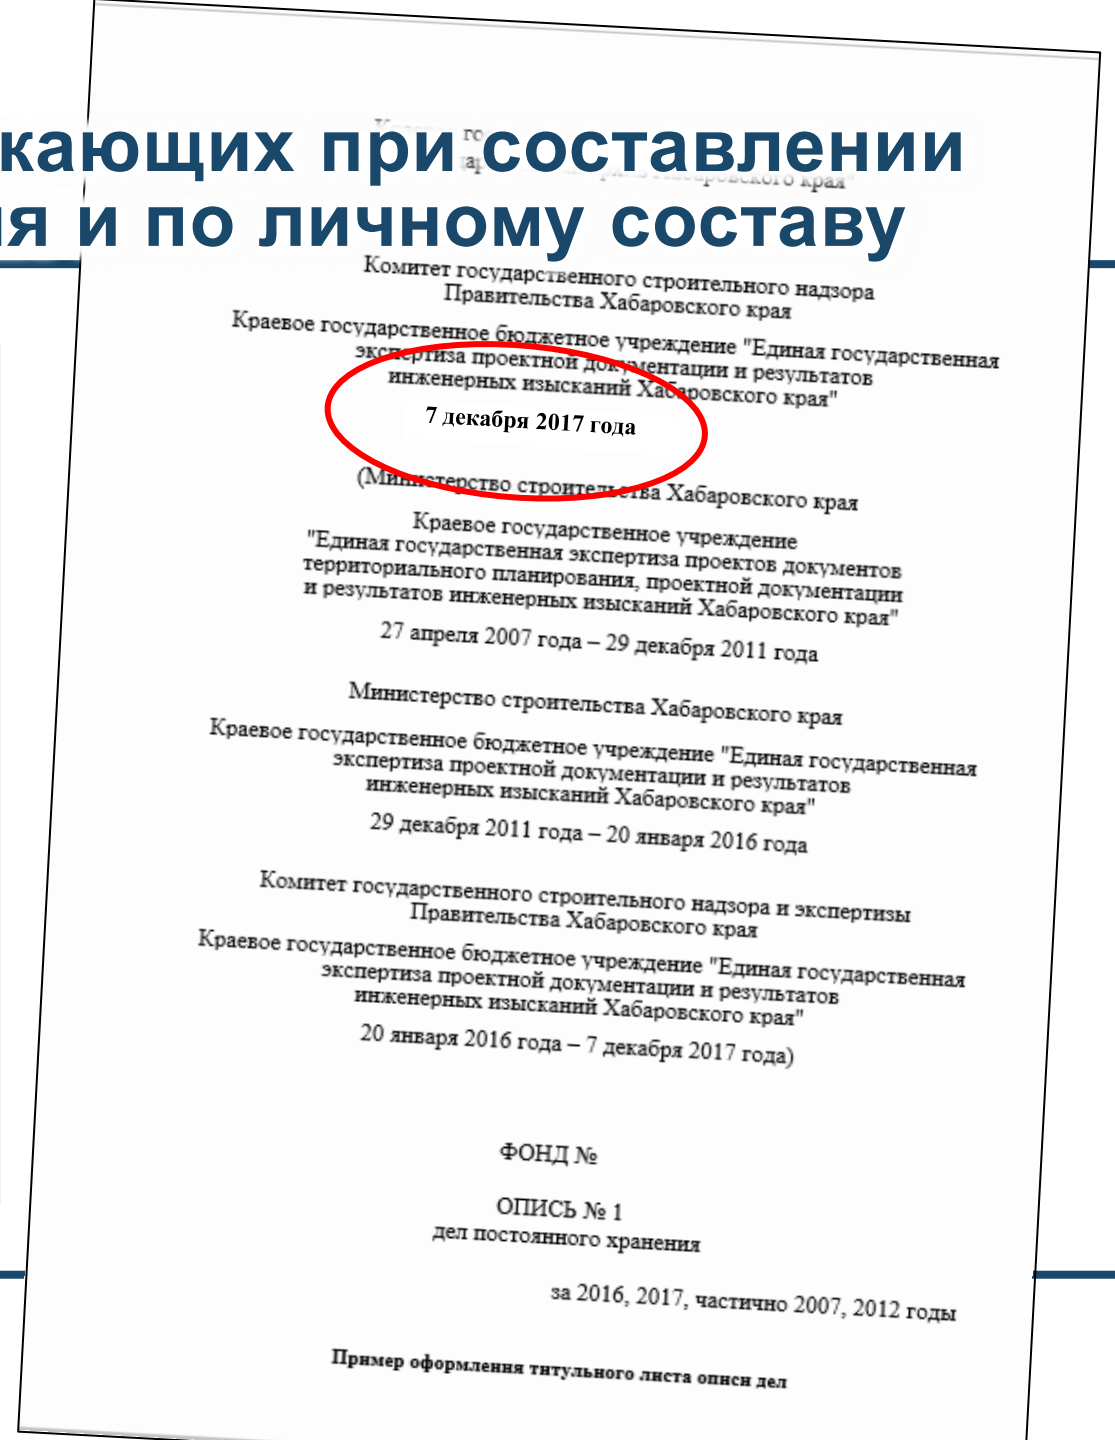 кающих при составлении
ия и по личному составу
Хабаровского края"
Комитет государственного строительного надзора
Правительства Хабаровского края
Краевое государственное бюджетное учреждение "Единая государственная
экспертиза проектной документации и результатов
инженерных изысканий Хабаровского края"
7 декабря 2017 года
(Министерство строительства Хабаровского края
Краевое государственное учреждение
"Единая государственная экспертиза проектов документов
территориального планирования, проектной документации
и результатов инженерных изысканий Хабаровского края"
27 апреля 2007 года – 29 декабря 2011 года
Министерство строительства Хабаровского края
Краевое государственное бюджетное учреждение "Единая государственная
экспертиза проектной документации и результатов
инженерных изысканий Хабаровского края"
29 декабря 2011 года – 20 января 2016 года
Комитет государственного строительного надзора и экспертизы
Правительства Хабаровского края
Краевое государственное бюджетное учреждение "Единая государственная
экспертиза проектной документации и результатов
инженерных изысканий Хабаровского края"
20 января 2016 года – 7 декабря 2017 года)
ФОНД №
ОПИСЬ № 1
дел постоянного хранения
за 2016, 2017, частично 2007, 2012 годы
Пример оформления титульного листа описи дел